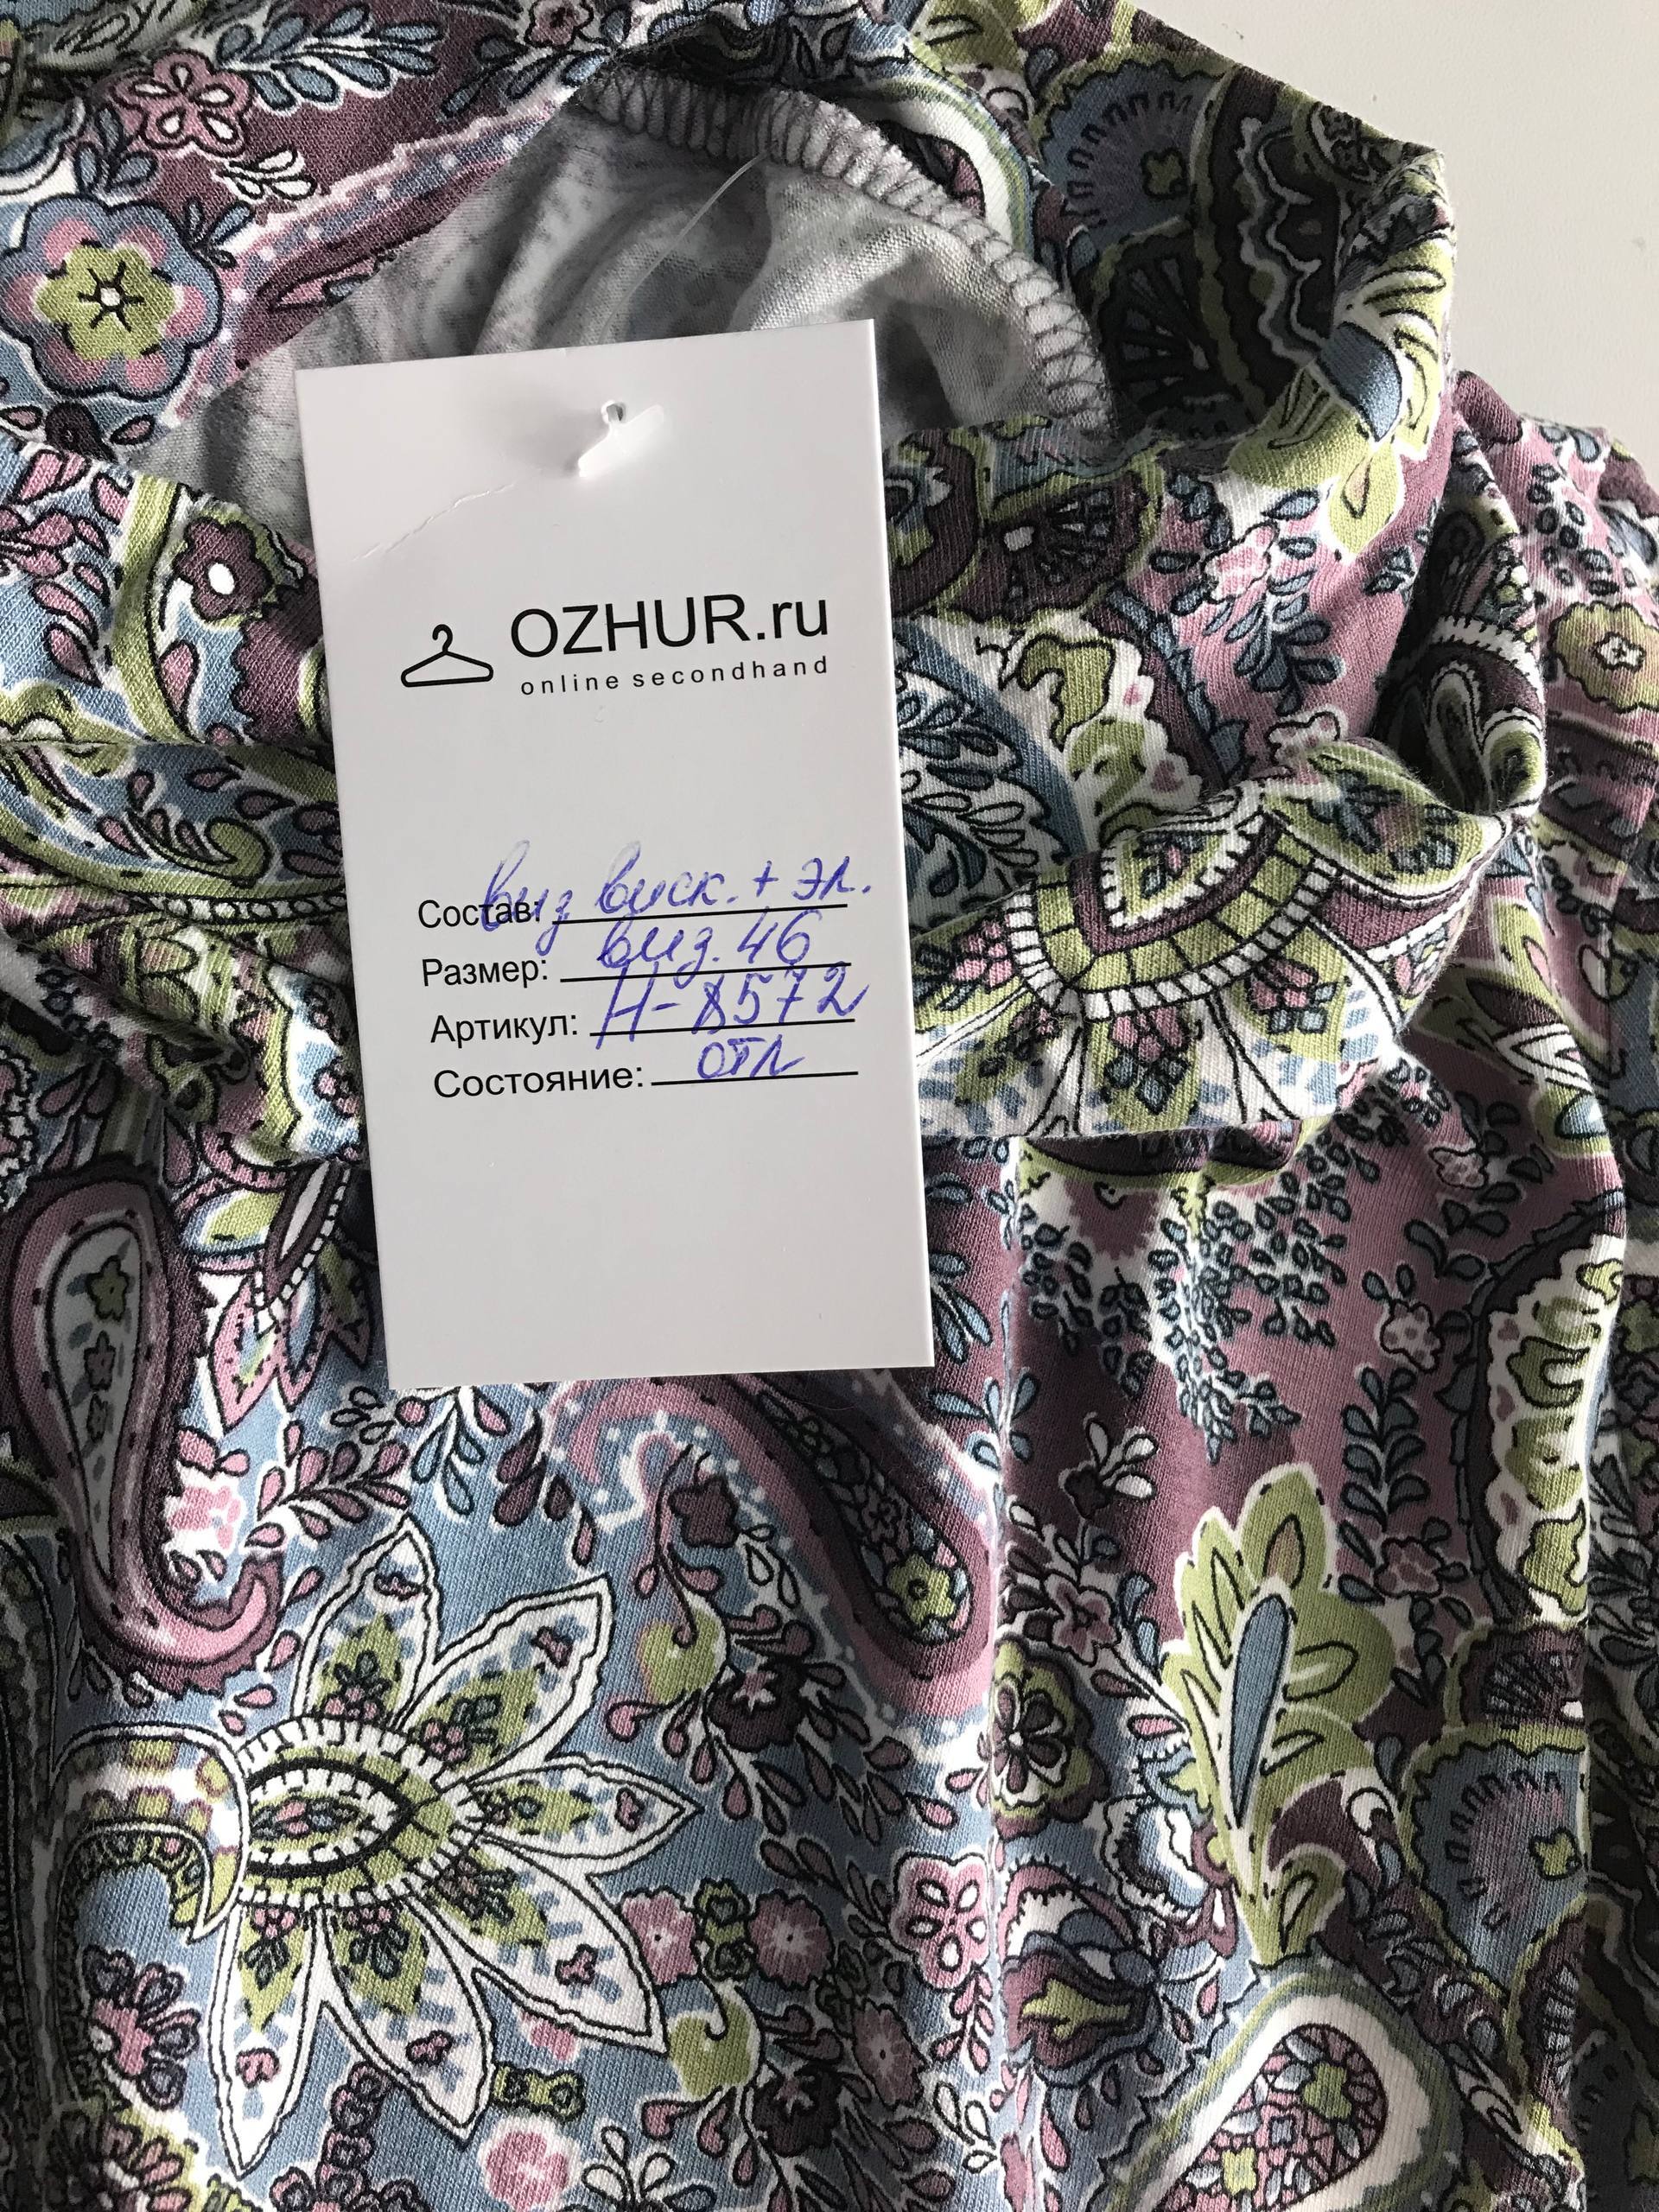 OZHUR.ru
online secondhand
Состав: виз виск. + эл.
Размер: виз. 46
Артикул: Н-8572
Состояние: отл